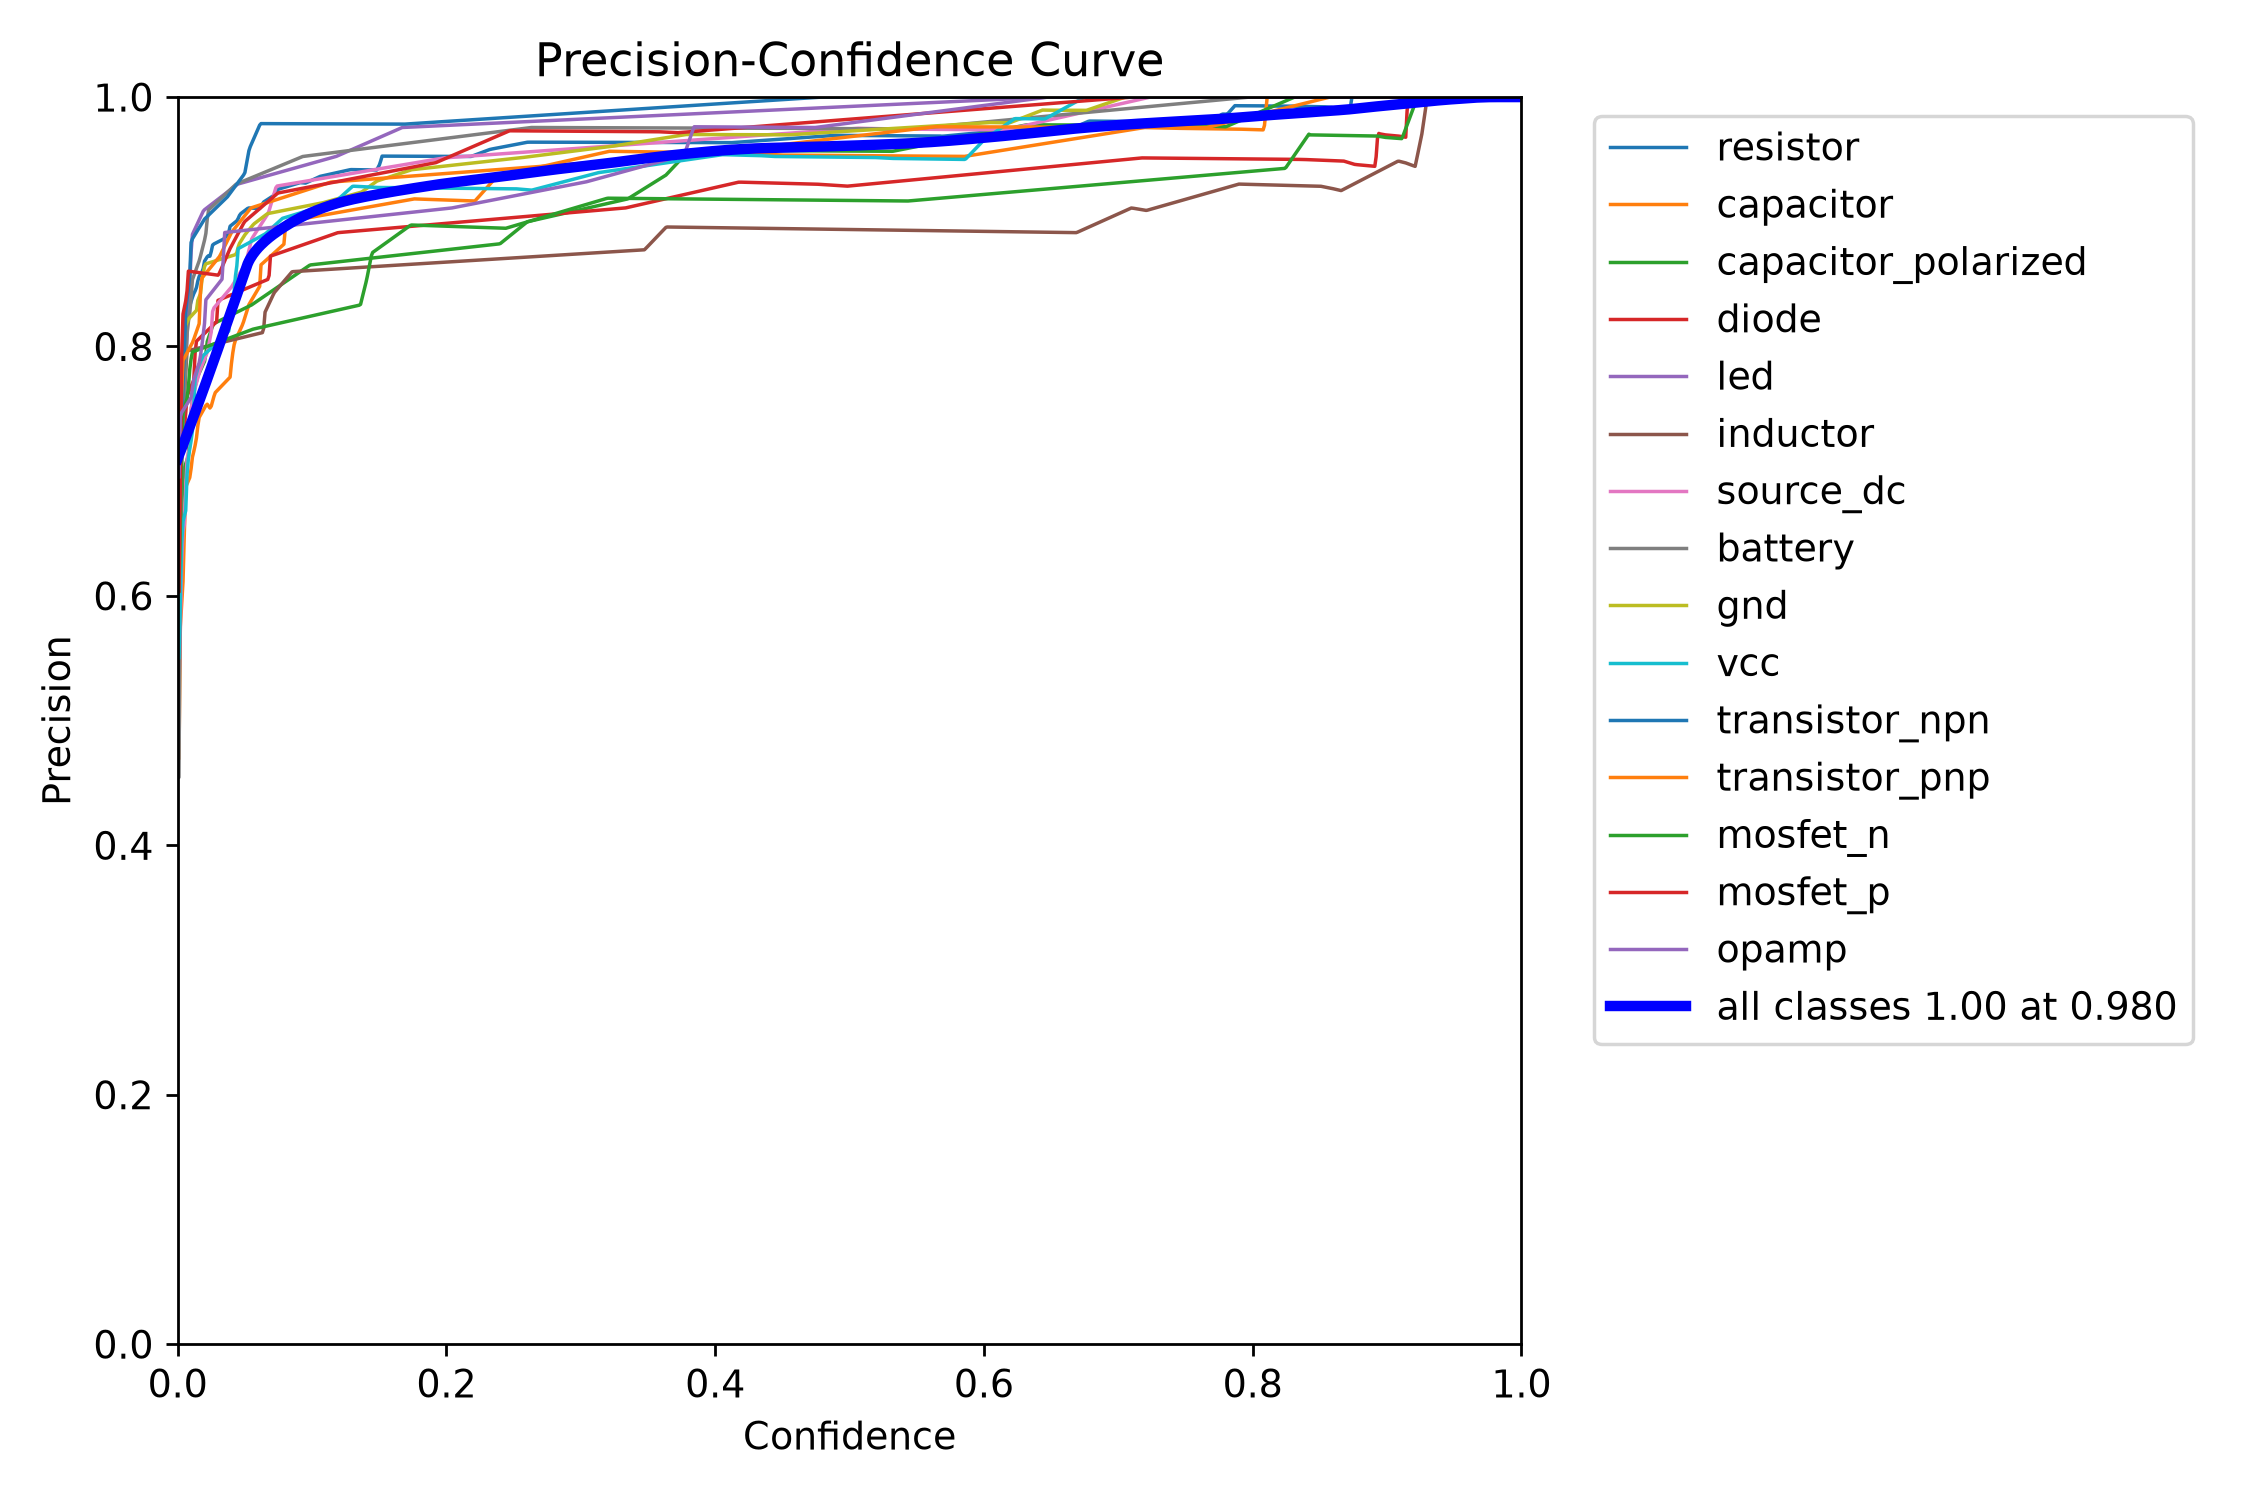 Precision-Confidence Curve
1.0
0.8
0.6
0.4
0.2
0.0
Precision
0.0 0.2 0.4 0.6 0.8 1.0
Confidence
resistor
capacitor
capacitor_polarized
diode
led
inductor
source_dc
battery
gnd
vcc
transistor_npn
transistor_pnp
mosfet_n
mosfet_p
opamp
all classes 1.00 at 0.980